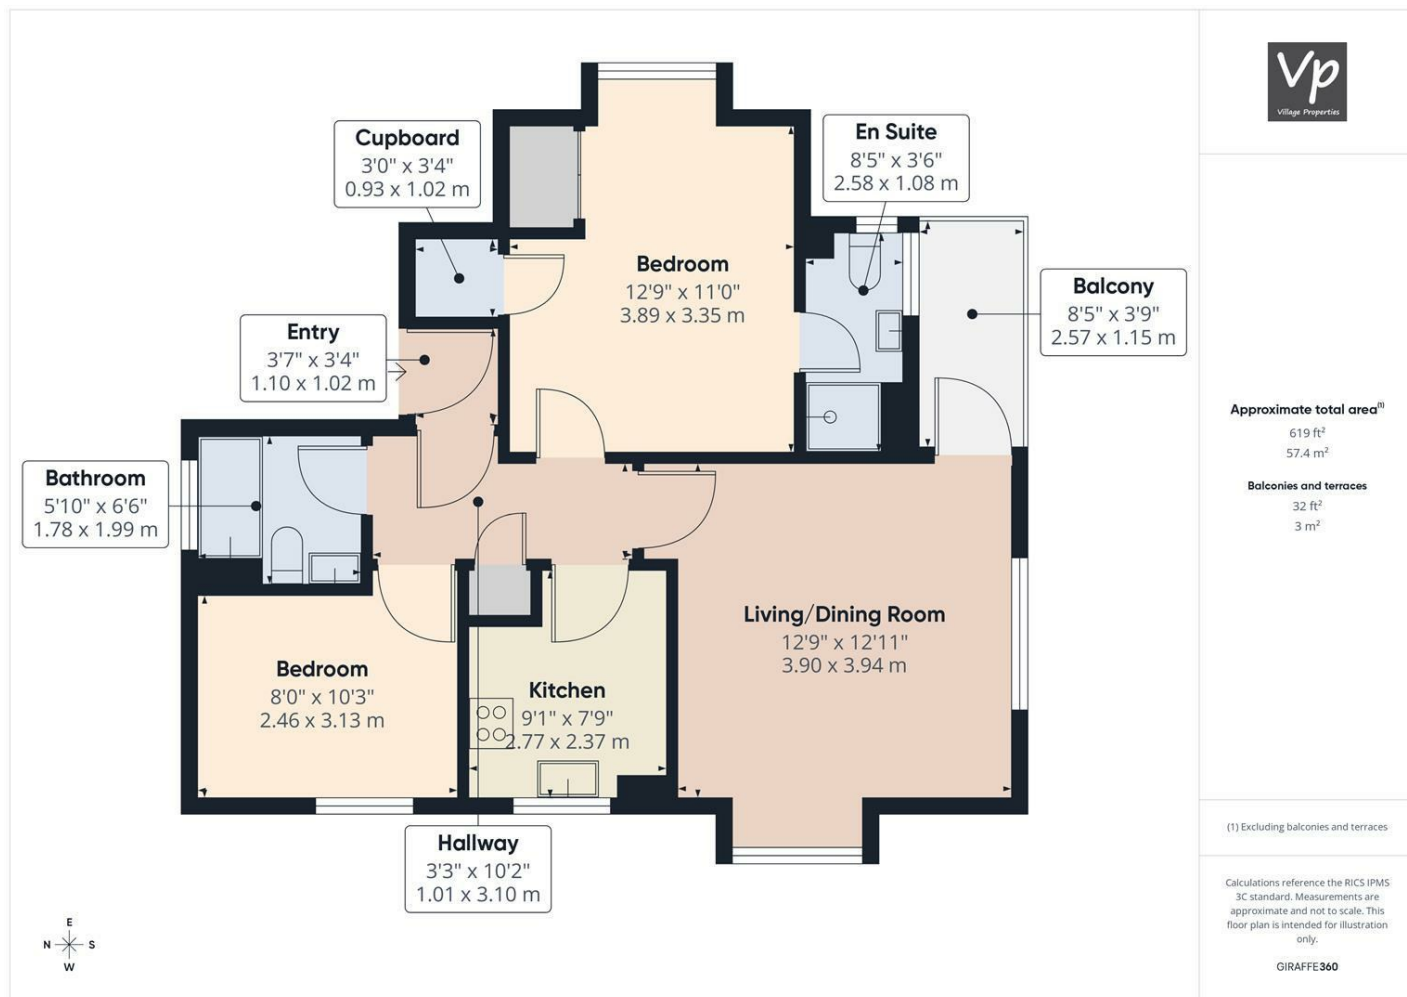 Cupboard
3'0" x 3'4"
0.93 x 1.02 m
En Suite
8'5" x 3'6"
2.58 x 1.08 m
Bedroom
12'9" x 11'0"
3.89 x 3.35 m
Balcony
8'5" x 3'9"
2.57 x 1.15 m
Entry
3'7" x 3'4"
1.10 x 1.02 m
Bathroom
5'10" x 6'6"
1.78 x 1.99 m
Living/Dining Room
12'9" x 12'11"
3.90 x 3.94 m
Bedroom
8'0" x 10'3"
2.46 x 3.13 m
Kitchen
9'1" x 7'9"
2.77 x 2.37 m
Hallway
3'3" x 10'2"
1.01 x 3.10 m
E
N S
W
Vp
Village Properties
Approximate total area(1)
619 ft²
57.4 m²
Balconies and terraces
32 ft²
3 m²
(1) Excluding balconies and terraces
Calculations reference the RICS IPMS
3C standard. Measurements are
approximate and not to scale. This
floor plan is intended for illustration
only.
GIRAFFE360